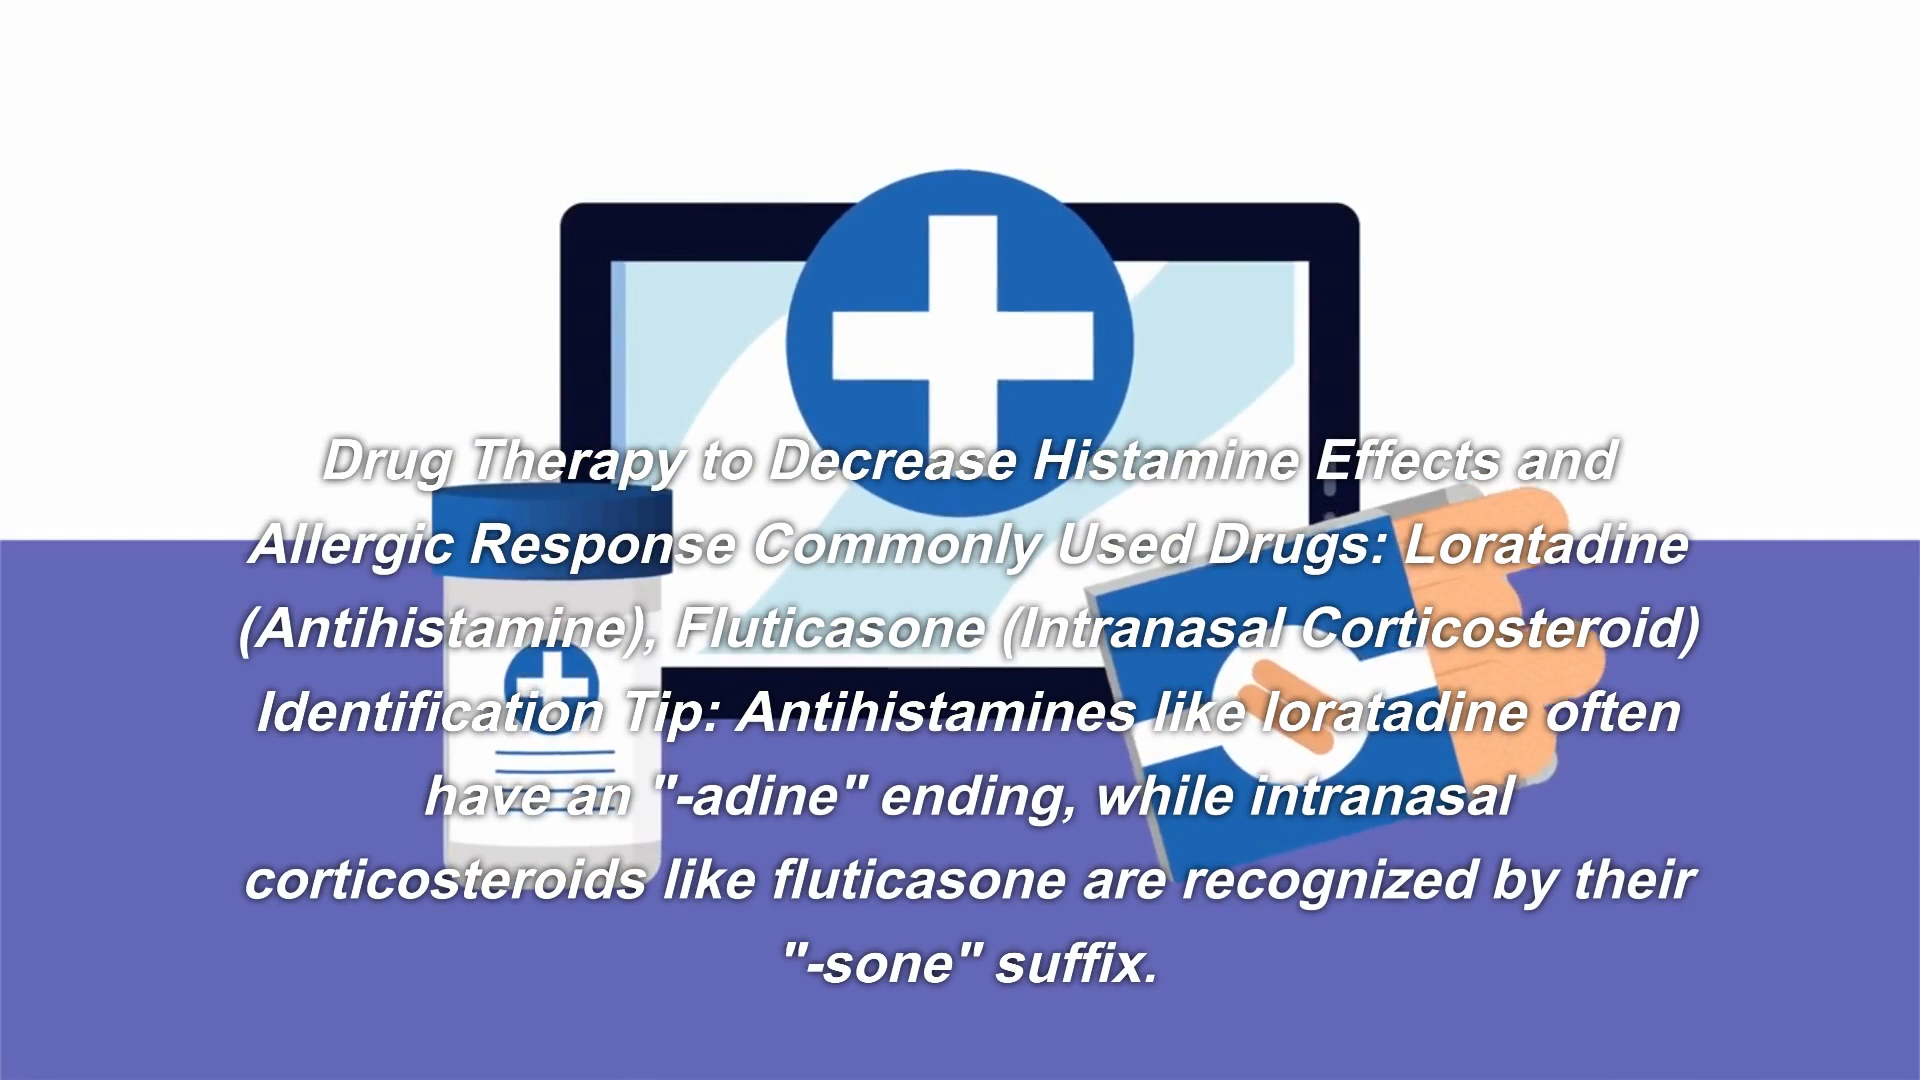 Drug Therapy to Decrease Histamine Effects and
Allergic Response Commonly Used Drugs: Loratadine
(Antihistamine), Fluticasone (Intranasal Corticosteroid)
Identification Tip: Antihistamines like loratadine often
have an "-adine" ending, while intranasal
corticosteroids like fluticasone are recognized by their
"-sone" suffix.